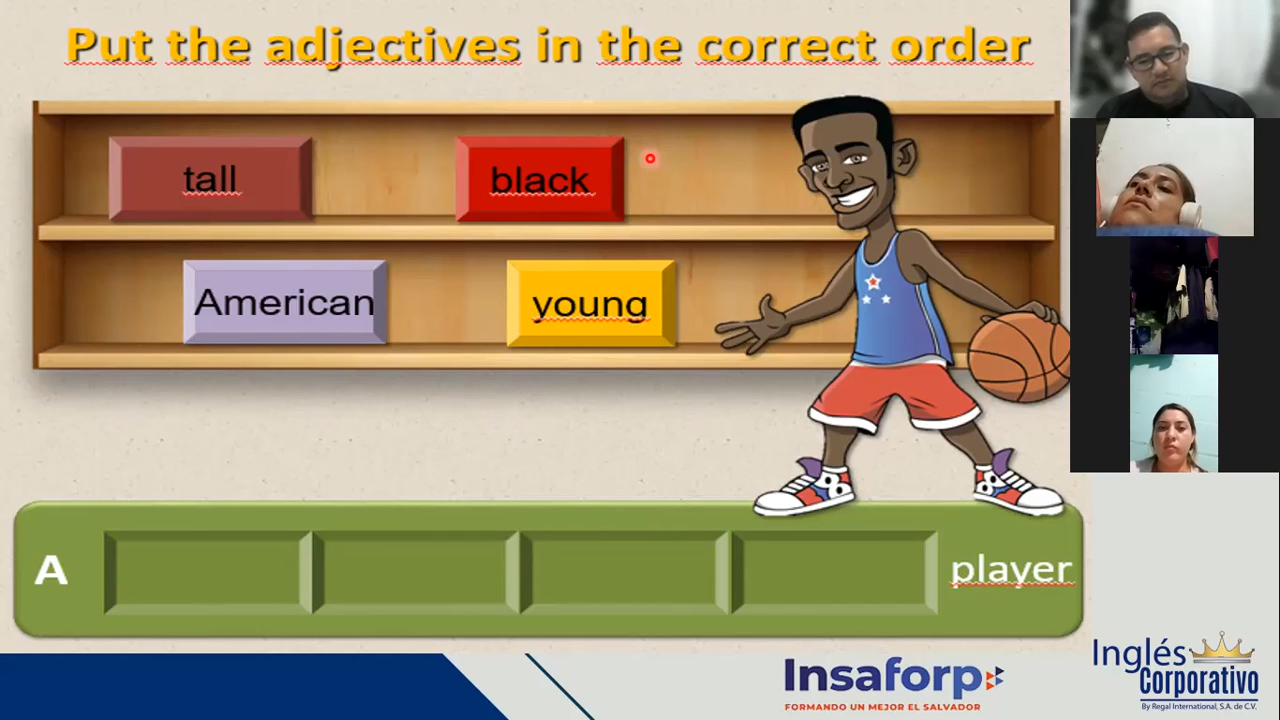 Put the adjectives in the correct order
tall
black
American
young
A
player
Insaforp
FORMANDO UN MEJOR EL SALVADOR
Inglés
Corporativo
By Regal International, S.A. de C.V.